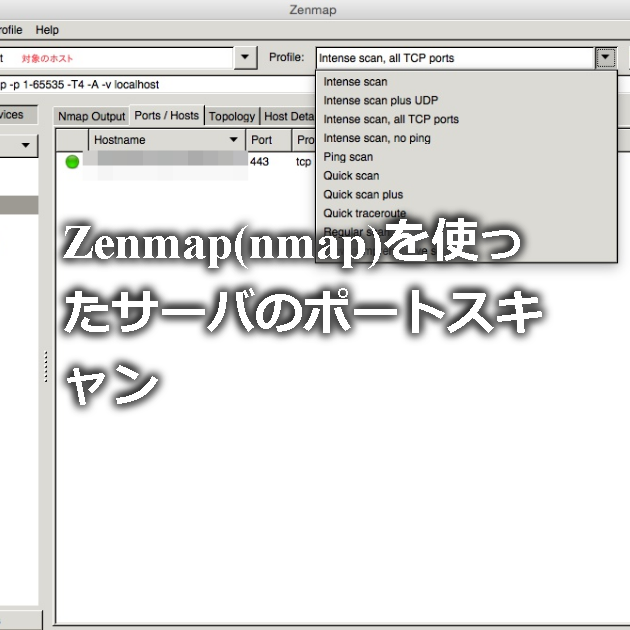 Zenmap
rofile Help
t 対象のホスト Profile: Intense scan, all TCP ports
p -p 1-65535 -T4 -A -v localhost
Intense scan
Intense scan plus UDP
Intense scan, all TCP ports
Intense scan, no ping
Ping scan
Quick scan
Quick scan plus
Quick traceroute
Regular scan
vices Nmap Output Ports / Hosts Topology Host Deta
Hostname Port Pro
443 tcp
Zenmap(nmap)を使っ
たサーバのポートスキ
ャン